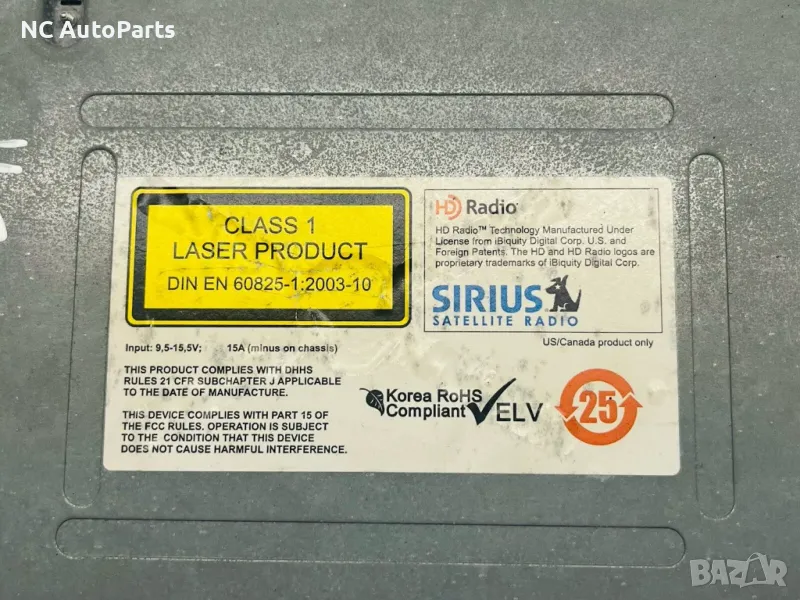 NC AutoParts
CLASS 1
LASER PRODUCT
DIN EN 60825-1:2003-10
HD Radio
HD Radio™ Technology Manufactured Under
License from iBiquity Digital Corp. U.S. and
Foreign Patents. The HD and HD Radio logos are
proprietary trademarks of iBiquity Digital Corp.
SIRIUS
SATELLITE RADIO
US/Canada product only
Input: 9,5-15,5V; 15A (minus on chassis)
THIS PRODUCT COMPLIES WITH DHHS
RULES 21 CFR SUBCHAPTER J APPLICABLE
TO THE DATE OF MANUFACTURE.
THIS DEVICE COMPLIES WITH PART 15 OF
THE FCC RULES. OPERATION IS SUBJECT
TO THE CONDITION THAT THIS DEVICE
DOES NOT CAUSE HARMFUL INTERFERENCE.
Korea RoHS
Compliant
ELV
25
BAZAR